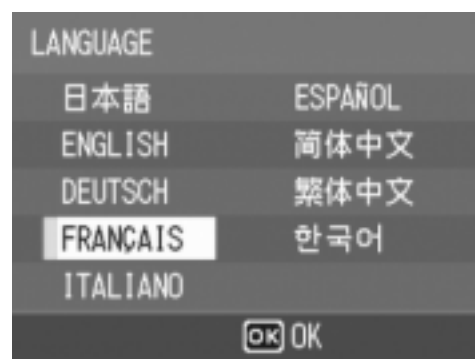 LANGUAGE
日本語 ESPAÑOL
ENGLISH 简体中文
DEUTSCH 繁体中文
FRANÇAIS 한국어
ITALIANO
OK OK